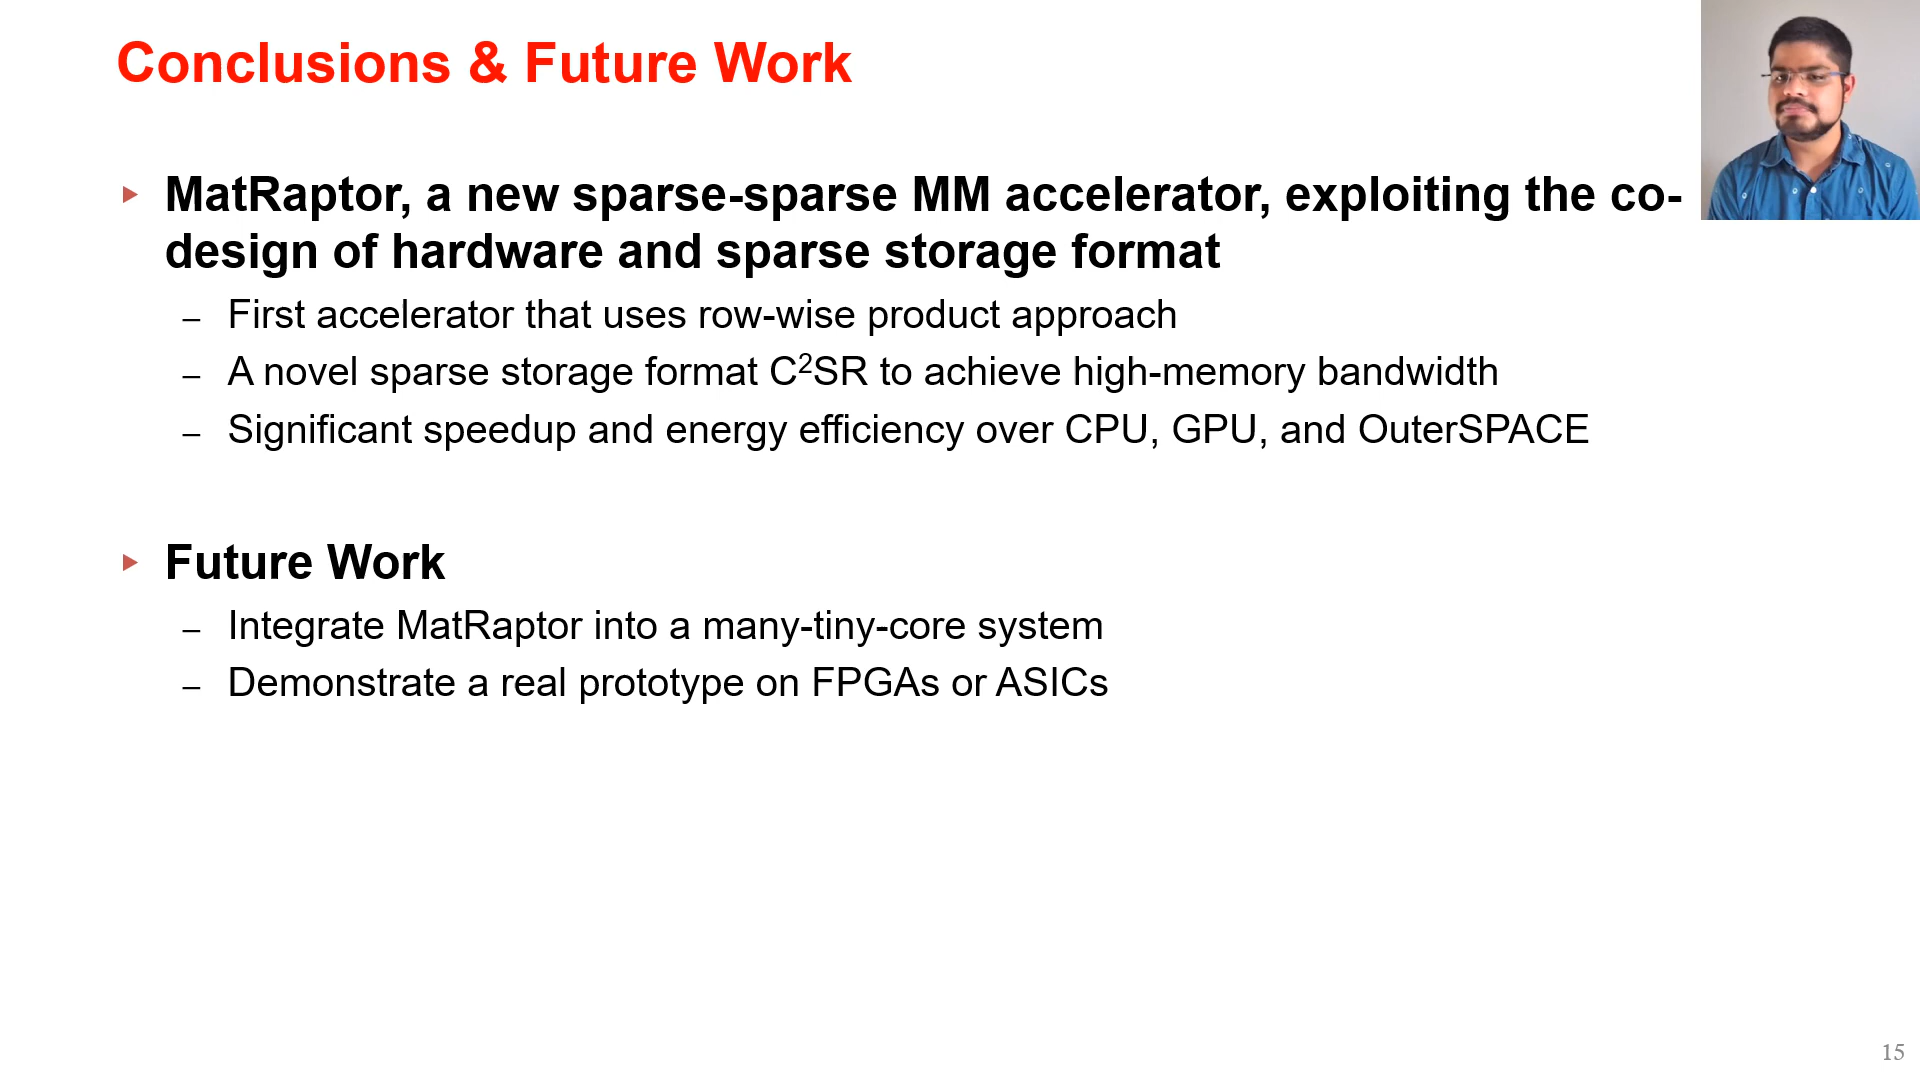 Conclusions & Future Work
MatRaptor, a new sparse-sparse MM accelerator, exploiting the co-
design of hardware and sparse storage format
– First accelerator that uses row-wise product approach
– A novel sparse storage format C²SR to achieve high-memory bandwidth
– Significant speedup and energy efficiency over CPU, GPU, and OuterSPACE
Future Work
– Integrate MatRaptor into a many-tiny-core system
– Demonstrate a real prototype on FPGAs or ASICs
15